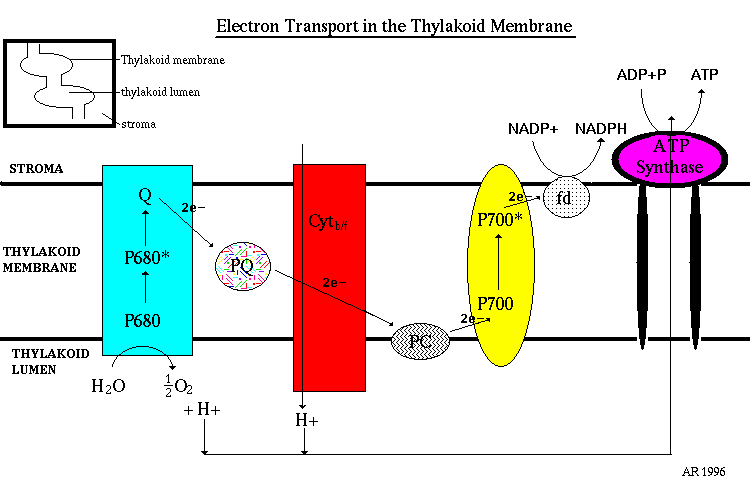 Electron Transport in the Thylakoid Membrane
Thylakoid membrane
thylakoid lumen
stroma
ADP+P ATP
NADP+ NADPH
ATP
Synthase
STROMA
Q
2e−
2e−
fd
Cyt b/f
P700*
THYLAKOID
MEMBRANE
P680*
PQ
2e−
P700
P680
2e−
PC
THYLAKOID
LUMEN
H2O
½O2
+ H+
H+
AR 1996